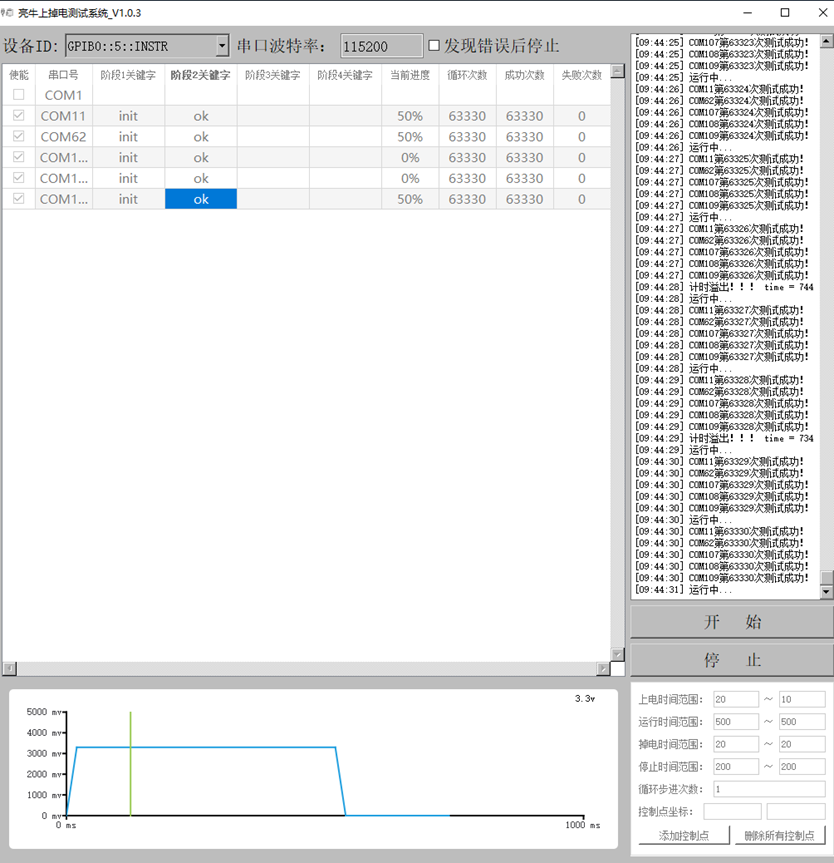 亮牛上掉电测试系统_V1.0.3
设备ID: GPIB0::5::INSTR 串口波特率: 115200 发现错误后停止
使能 串口号 阶段1关键字 阶段2关键字 阶段3关键字 阶段4关键字 当前进度 循环次数 成功次数 失败次数
COM1
COM11 init ok 50% 63330 63330 0
COM62 init ok 50% 63330 63330 0
COM1... init ok 0% 63330 63330 0
COM1... init ok 0% 63330 63330 0
COM1... init ok 50% 63330 63330 0
[09:44:25] COM107第63323次测试成功!
[09:44:25] COM108第63323次测试成功!
[09:44:25] COM109第63323次测试成功!
[09:44:25] 运行中...
[09:44:26] COM11第63324次测试成功!
[09:44:26] COM62第63324次测试成功!
[09:44:26] COM107第63324次测试成功!
[09:44:26] COM108第63324次测试成功!
[09:44:26] COM109第63324次测试成功!
[09:44:26] 运行中...
[09:44:27] COM11第63325次测试成功!
[09:44:27] COM62第63325次测试成功!
[09:44:27] COM107第63325次测试成功!
[09:44:27] COM108第63325次测试成功!
[09:44:27] COM109第63325次测试成功!
[09:44:27] 运行中...
[09:44:27] COM11第63326次测试成功!
[09:44:27] COM62第63326次测试成功!
[09:44:27] COM107第63326次测试成功!
[09:44:27] COM108第63326次测试成功!
[09:44:27] COM109第63326次测试成功!
[09:44:28] 计时溢出!!! time = 744
[09:44:28] 运行中...
[09:44:28] COM11第63327次测试成功!
[09:44:28] COM62第63327次测试成功!
[09:44:28] COM107第63327次测试成功!
[09:44:28] COM108第63327次测试成功!
[09:44:28] COM109第63327次测试成功!
[09:44:28] 运行中...
[09:44:29] COM11第63328次测试成功!
[09:44:29] COM62第63328次测试成功!
[09:44:29] COM107第63328次测试成功!
[09:44:29] COM108第63328次测试成功!
[09:44:29] COM109第63328次测试成功!
[09:44:29] 计时溢出!!! time = 734
[09:44:29] 运行中...
[09:44:30] COM11第63329次测试成功!
[09:44:30] COM62第63329次测试成功!
[09:44:30] COM107第63329次测试成功!
[09:44:30] COM108第63329次测试成功!
[09:44:30] COM109第63329次测试成功!
[09:44:30] 运行中...
[09:44:30] COM11第63330次测试成功!
[09:44:30] COM62第63330次测试成功!
[09:44:30] COM107第63330次测试成功!
[09:44:30] COM108第63330次测试成功!
[09:44:30] COM109第63330次测试成功!
[09:44:31] 运行中...
开 始
停 止
3.3v
5000 mv
4000 mv
3000 mv
2000 mv
1000 mv
0 mv
0 ms 1000 ms
上电时间范围: 20 ~ 10
运行时间范围: 500 ~ 500
掉电时间范围: 20 ~ 20
停止时间范围: 200 ~ 200
循环步进次数: 1
控制点坐标:
添加控制点 删除所有控制点